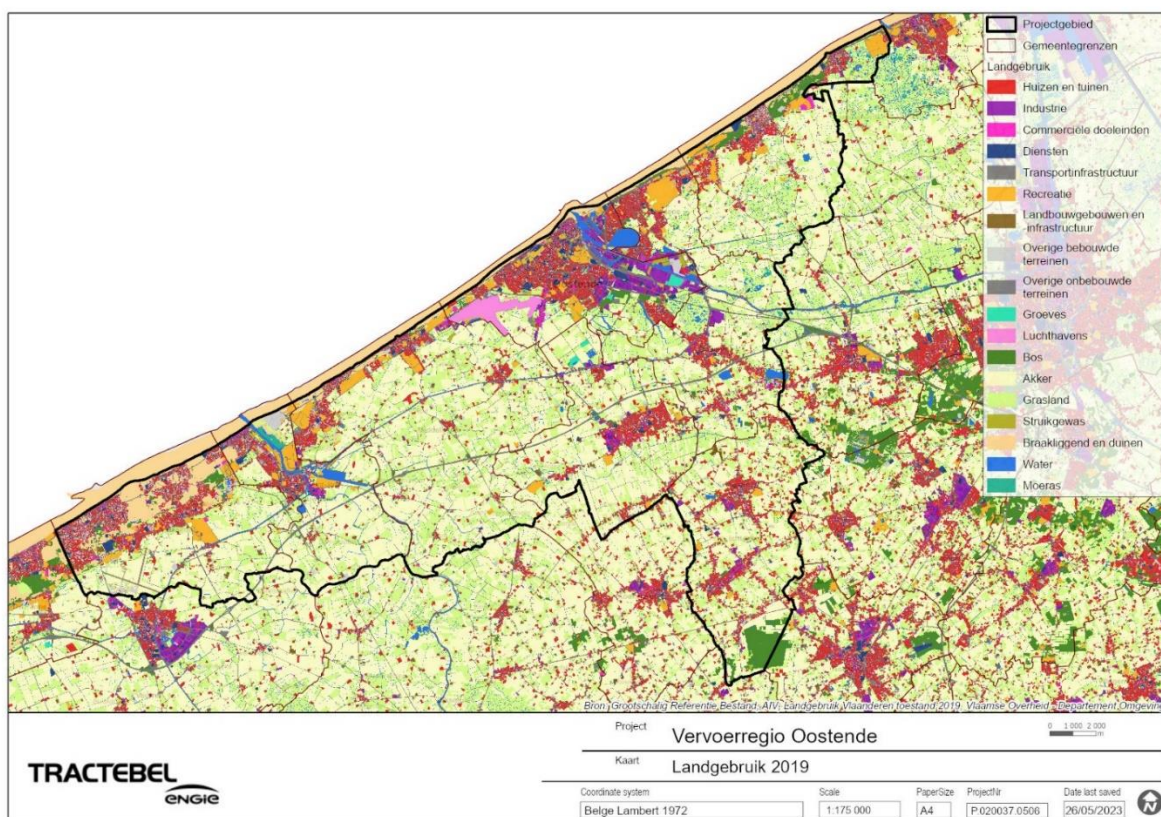 Projectgebied
Gemeentegrenzen
Landgebruik
Huizen en tuinen
Industrie
Commerciële doeleinden
Diensten
Transportinfrastructuur
Recreatie
Landbouwgebouwen en
-infrastructuur
Overige bebouwde
terreinen
Overige onbebouwde
terreinen
Groeves
Luchthavens
Bos
Akker
Grasland
Struikgewas
Braakliggend en duinen
Water
Moeras
Bron: Grootschalig Referentie Bestand, AIV; Landgebruik Vlaanderen toestand 2019, Vlaamse Overheid - Departement Omgeving
Project Vervoerregio Oostende
0 1 000 2 000
m
Kaart Landgebruik 2019
TRACTEBEL
ENGIE
Coordinate system Scale PaperSize ProjektNr Date last saved
Belge Lambert 1972 1:175 000 A4 P.020037.0506 26/05/2023
N